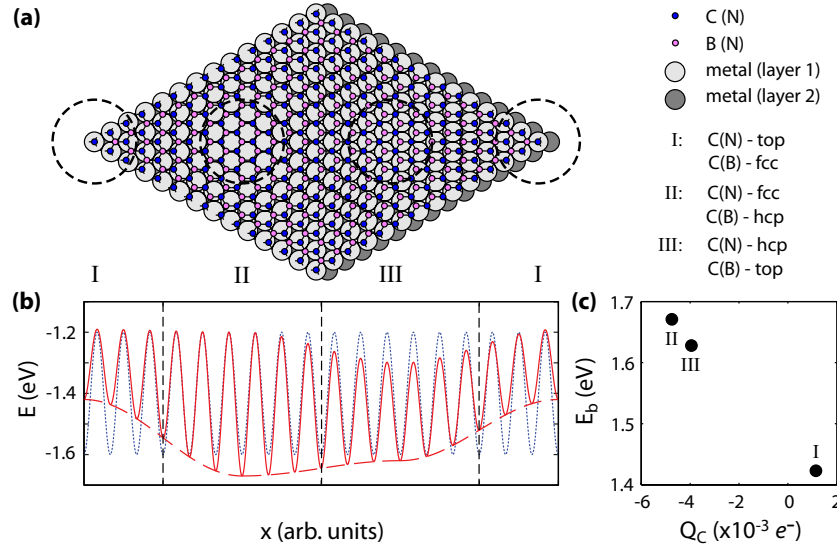 (a)
C (N)
B (N)
metal (layer 1)
metal (layer 2)
I: C(N) - top
C(B) - fcc
II: C(N) - fcc
C(B) - hcp
III: C(N) - hcp
C(B) - top
I II III I
(b)
E (eV)
-1.2
-1.4
-1.6
x (arb. units)
(c)
E_b (eV)
1.7
1.6
1.5
1.4
II
III
I
-6 -4 -2 0 2
Q_C (x10⁻³ e⁻)